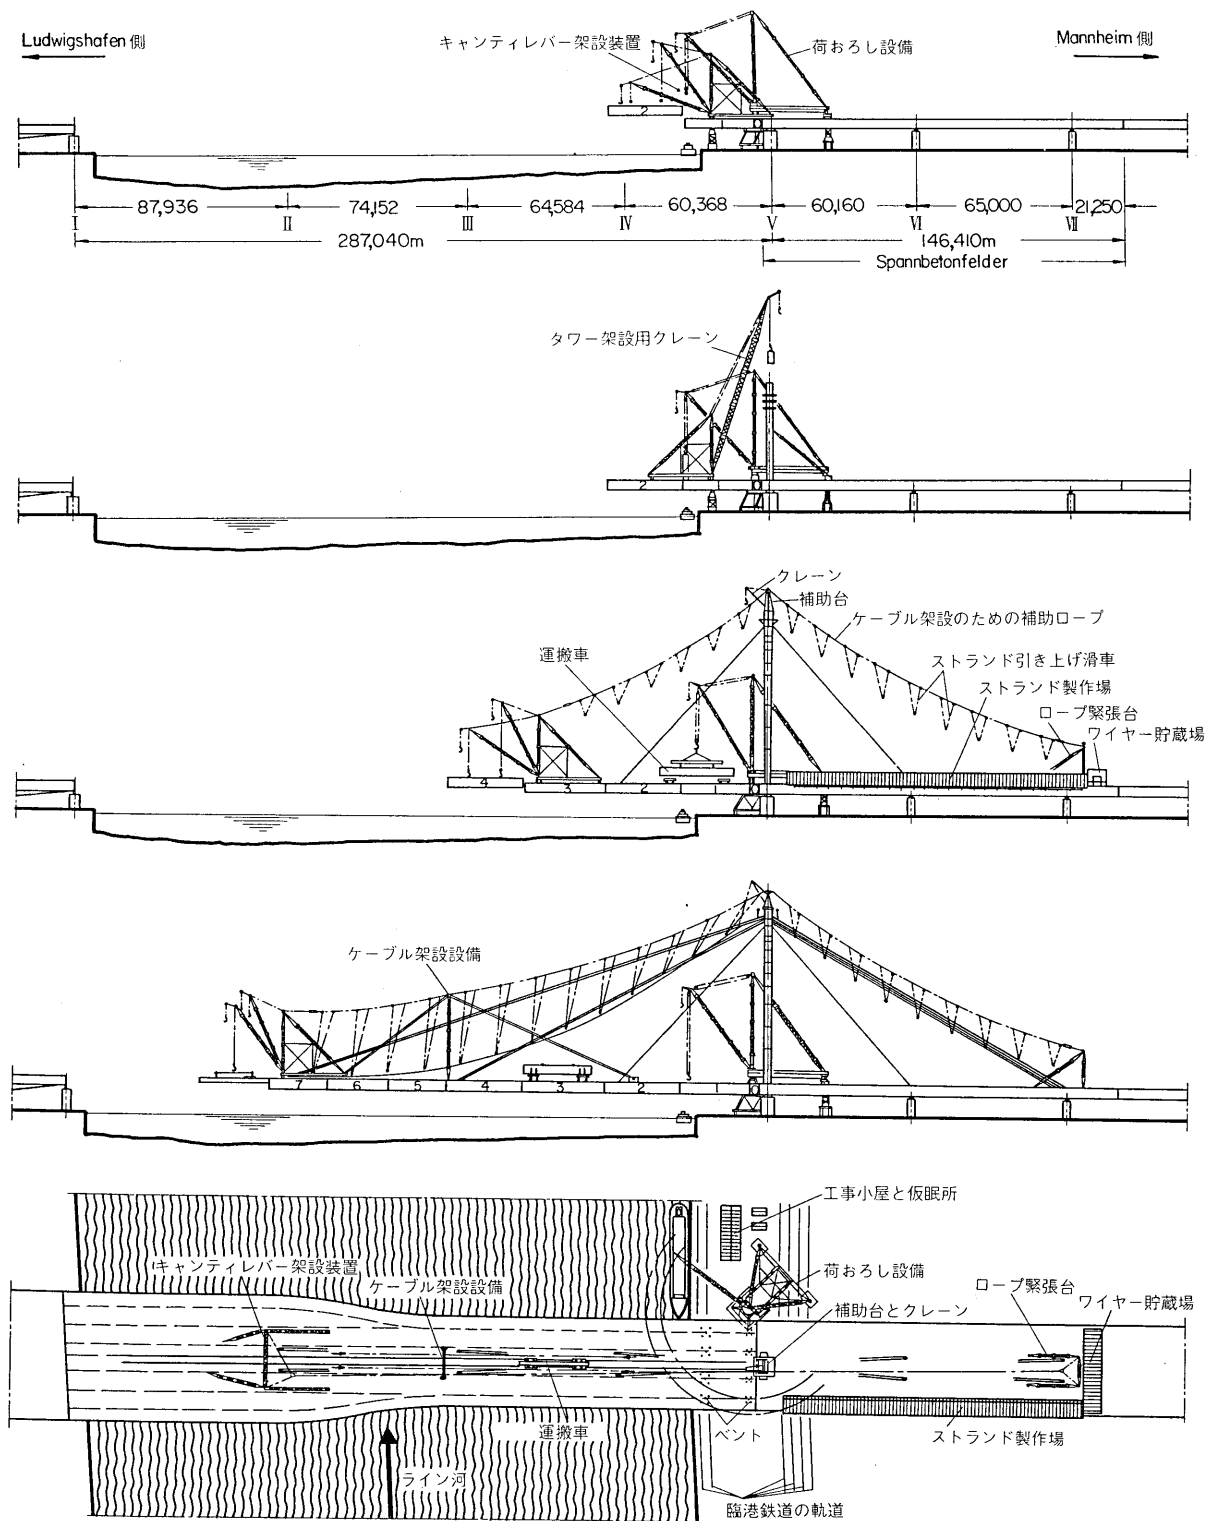 Ludwigshafen側
キャンティレバー架設装置
荷おろし設備
Mannheim側
2
87,936
74,152
64,584
60,368
60,160
65,000
21,250
I
II
III
IV
V
VI
VII
287,040m
146,410m
Spannbetonfelder
タワー架設用クレーン
2
クレーン
補助台
ケーブル架設のための補助ロープ
運搬車
ストランド引き上げ滑車
ストランド製作場
ロープ緊張台
ワイヤー貯蔵場
4
3
2
ケーブル架設設備
7
6
5
4
3
2
工事小屋と仮眠所
キャンティレバー架設装置
ケーブル架設設備
荷おろし設備
ロープ緊張台
補助台とクレーン
ワイヤー貯蔵場
運搬車
ベント
ストランド製作場
ライン河
臨港鉄道の軌道